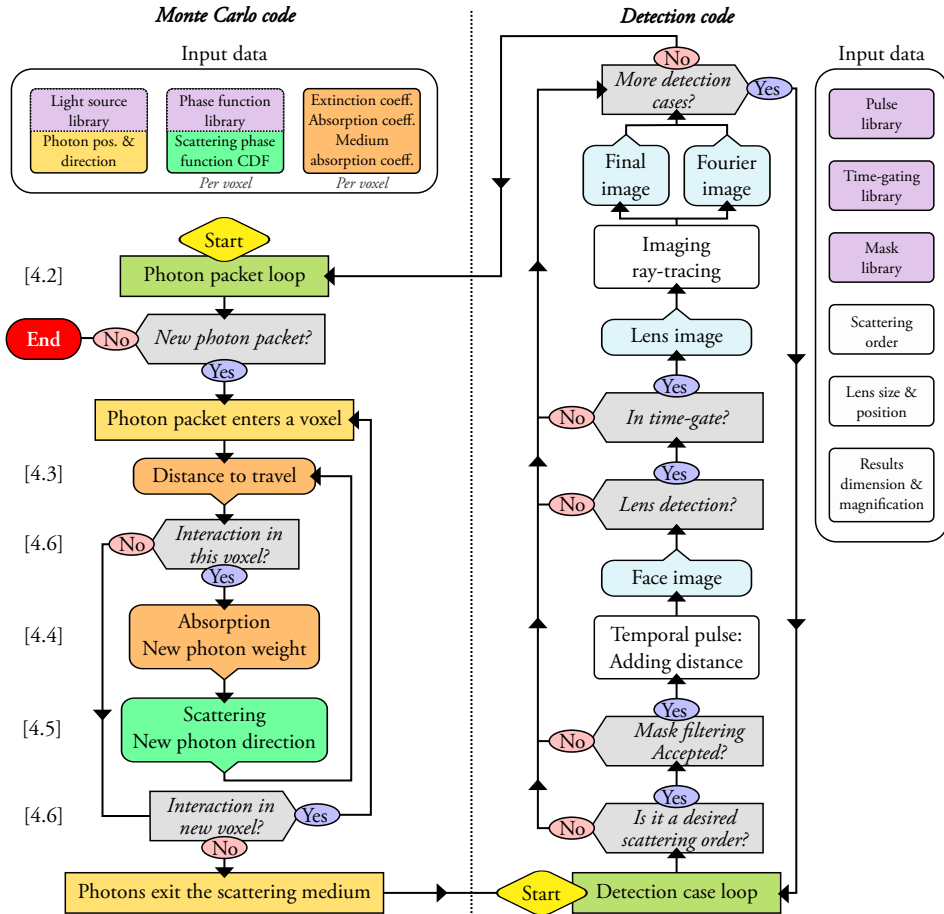 Monte Carlo code
Input data
Light source
library
Photon pos. &
direction
Phase function
library
Scattering phase
function CDF
Per voxel
Extinction coeff.
Absorption coeff.
Medium
absorption coeff.
Per voxel
Start
[4.2]
Photon packet loop
End
No
New photon packet?
Yes
Photon packet enters a voxel
[4.3]
Distance to travel
[4.6]
No
Interaction in
this voxel?
Yes
[4.4]
Absorption
New photon weight
[4.5]
Scattering
New photon direction
[4.6]
Interaction in
new voxel?
Yes
No
Photons exit the scattering medium
Detection code
No
More detection
cases?
Yes
Final
image
Fourier
image
Imaging
ray-tracing
Lens image
Yes
No
In time-gate?
Yes
No
Lens detection?
Face image
Temporal pulse:
Adding distance
Yes
No
Mask filtering
Accepted?
Yes
No
Is it a desired
scattering order?
Start
Detection case loop
Input data
Pulse
library
Time-gating
library
Mask
library
Scattering
order
Lens size &
position
Results
dimension &
magnification